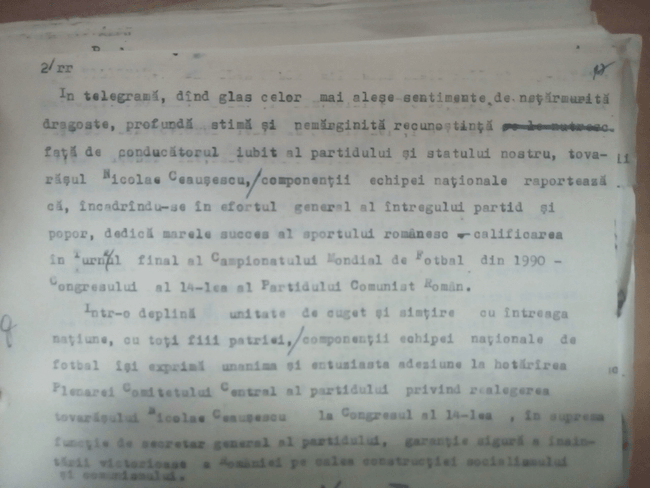 2/rr
In telegramă, dînd glas celor mai alese sentimente de nețărmurită
dragoste, profundă stimă și nemărginită recunoștință pe le nutresc
față de conducătorul iubit al partidului și statului nostru, tova-
rășul Nicolae Ceaușescu,/componenții echipei naționale raportează
că, încadrîndu-se în efortul general al întregului partid și
popor, dedică marele succes al sportului românesc - calificarea
în Turnul final al Campionatului Mondial de Fotbal din 1990 -
Congresului al 14-lea al Partidului Comunist Român.
Intr-o deplină unitate de cuget și simțire cu întreaga
națiune, cu toți fiii patriei,/componenții echipei naționale de
fotbal își exprimă unanima și entuziasta adeziune la hotărîrea
Plenarei Comitetului Central al partidului privind realegerea
tovarășului Nicolae Ceaușescu la Congresul al 14-lea , în suprema
funcție de secretar general al partidului, garanție sigură a înain-
tării victorioase a României pe calea construcției socialismului
și comunismului.